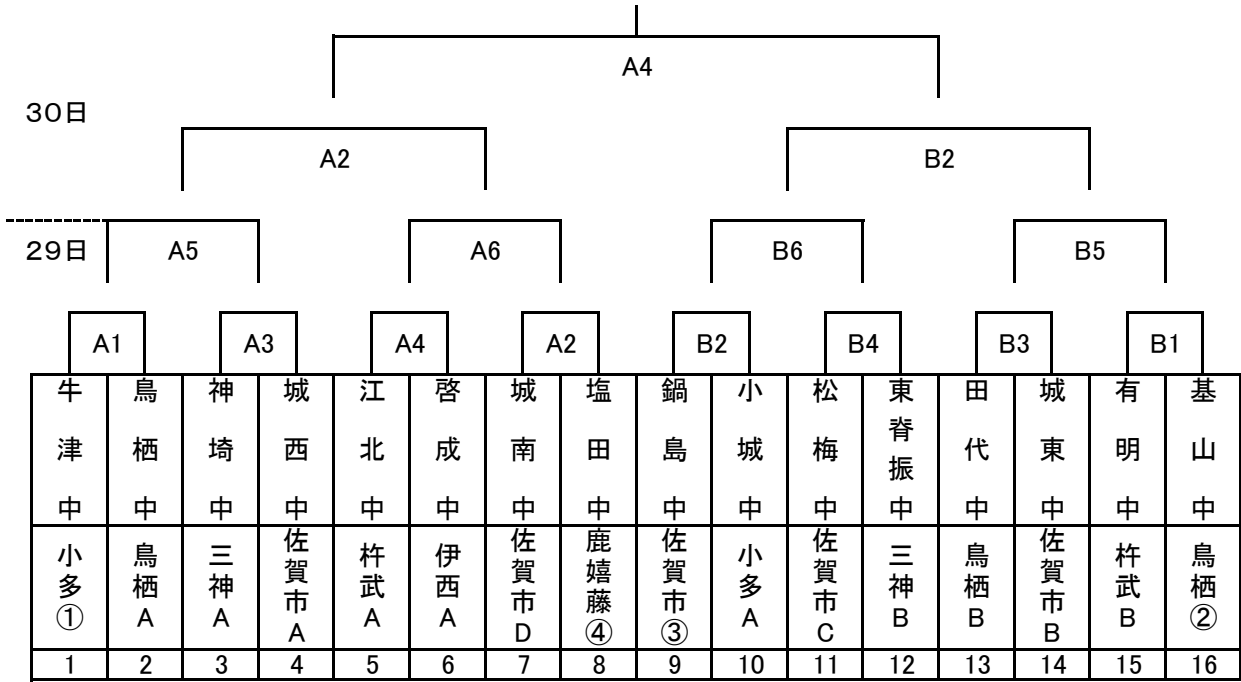 A4
30日
A2 B2
29日 A5 A6 B6 B5
A1 A3 A4 A2 B2 B4 B3 B1
牛津中 鳥栖中 神埼中 城西中 江北中 啓成中 城南中 塩田中 鍋島中 小城中 松梅中 東脊振中 田代中 城東中 有明中 基山中
小多① 鳥栖A 三神A 佐賀市A 杵武A 伊西A 佐賀市D 鹿嬉藤④ 佐賀市③ 小多A 佐賀市C 三神B 鳥栖B 佐賀市B 杵武B 鳥栖②
1 2 3 4 5 6 7 8 9 10 11 12 13 14 15 16